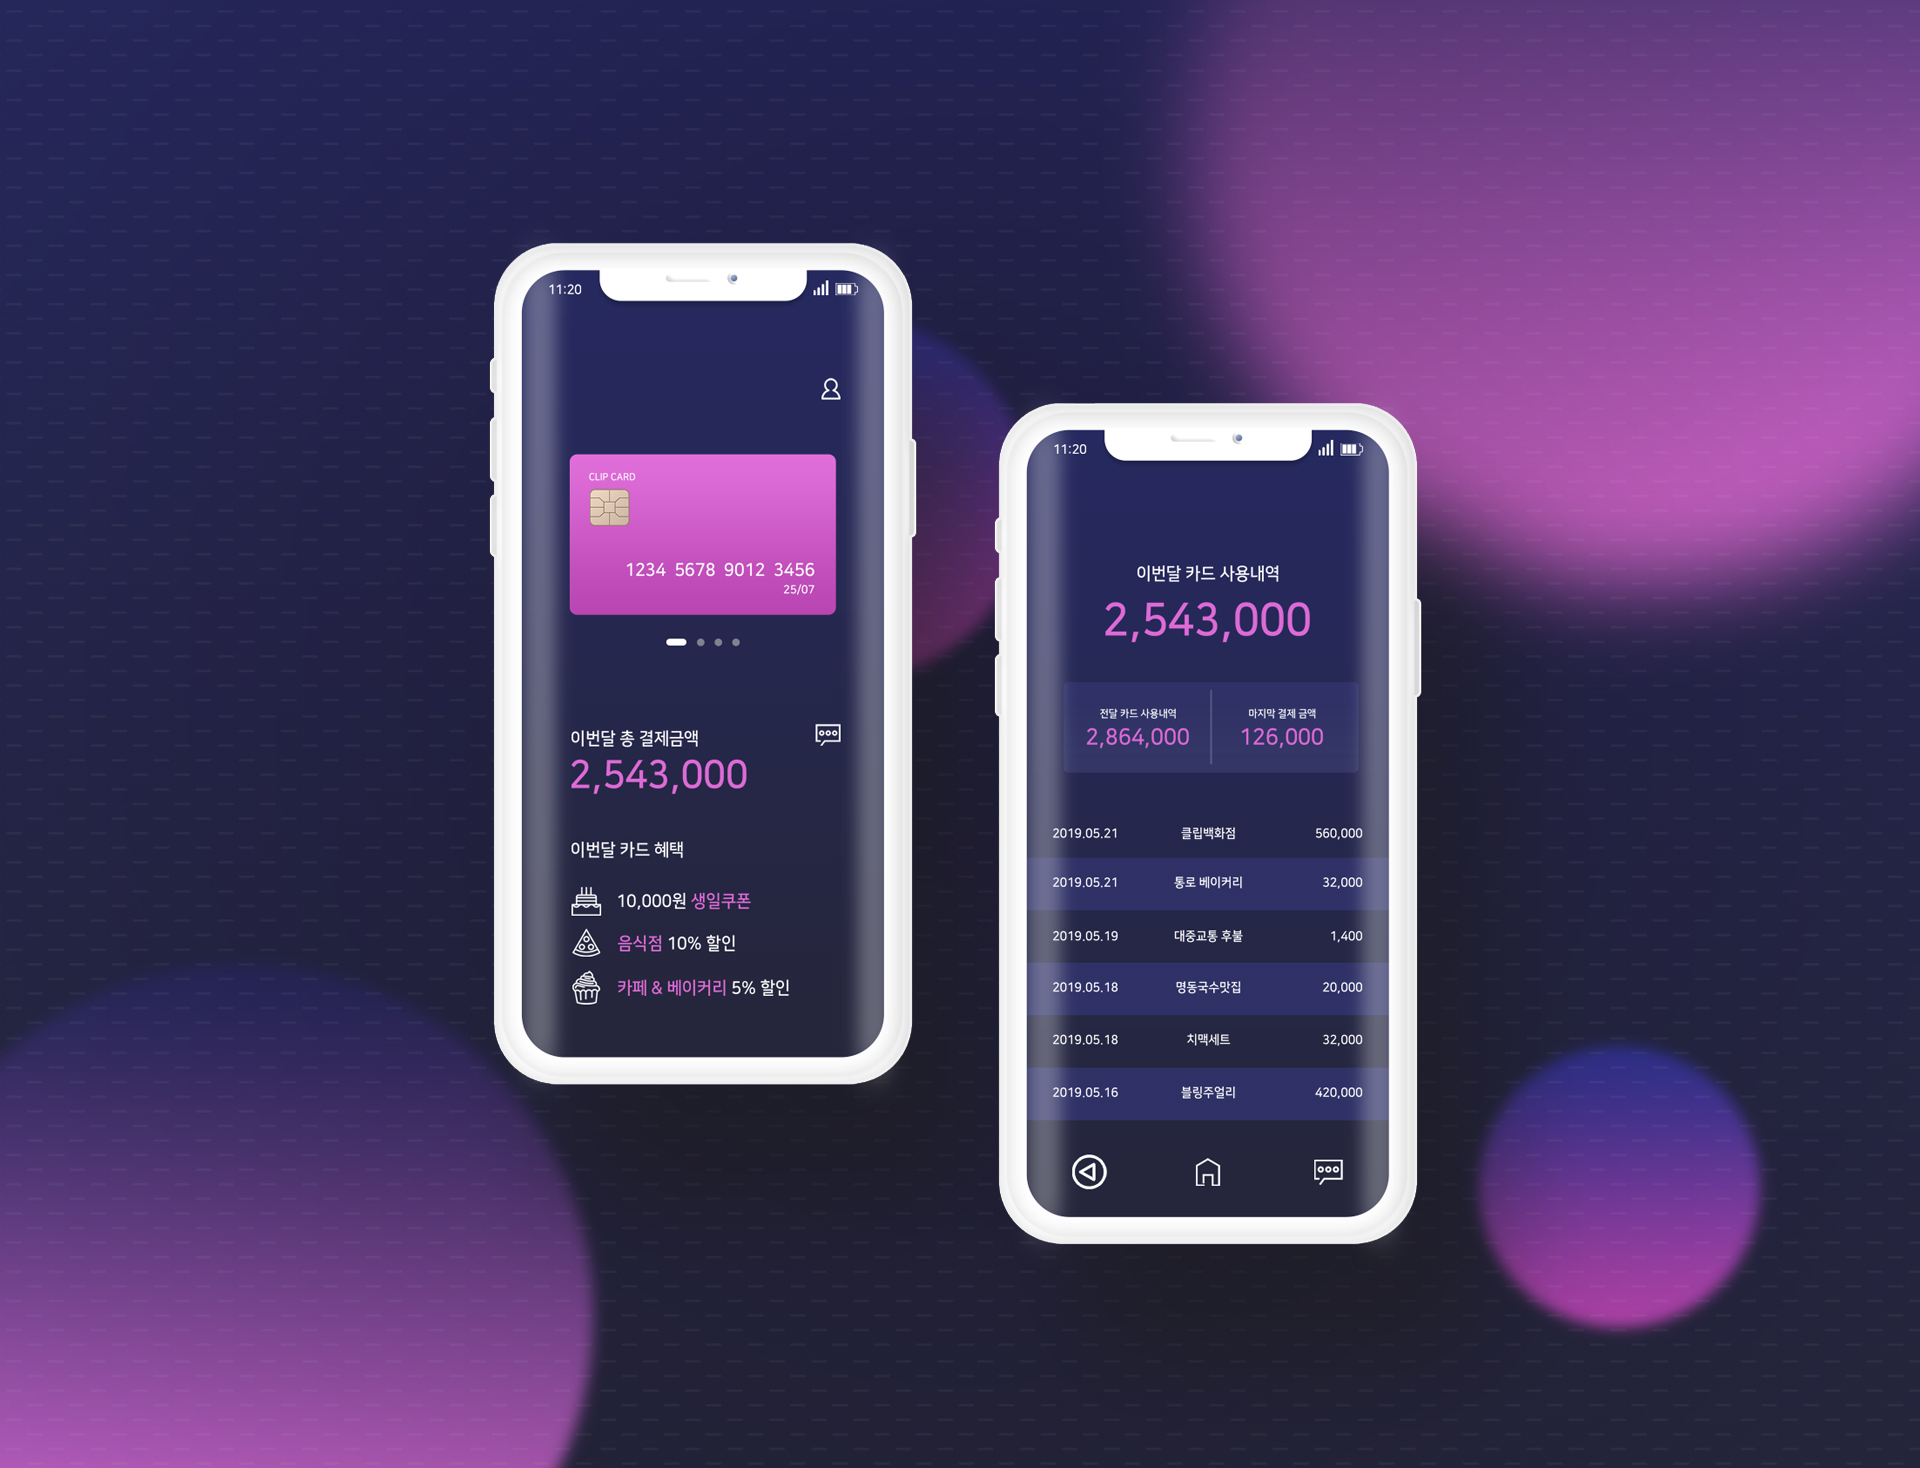 11:20
CLIP CARD
1234 5678 9012 3456
25/07
이번달 총 결제금액
2,543,000
이번달 카드 혜택
10,000원 생일쿠폰
음식점 10% 할인
카페 & 베이커리 5% 할인
11:20
이번달 카드 사용내역
2,543,000
전달 카드 사용내역 마지막 결제 금액
2,864,000 126,000
2019.05.21 클립백화점 560,000
2019.05.21 통로 베이커리 32,000
2019.05.19 대중교통 후불 1,400
2019.05.18 명동국수맛집 20,000
2019.05.18 치맥세트 32,000
2019.05.16 블링주얼리 420,000